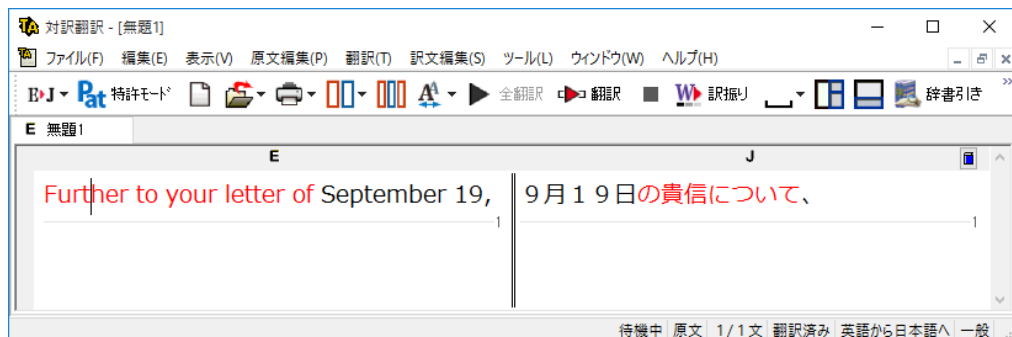 対訳翻訳 - [無題1]
ファイル(F) 編集(E) 表示(V) 原文編集(P) 翻訳(T) 訳文編集(S) ツール(L) ウィンドウ(W) ヘルプ(H)
E▶J Pat 特許モード A 全翻訳 翻訳 W 訳振り 辞書引き »
E 無題1
E J
Further to your letter of September 19, 9月19日の貴信について、
1 1
待機中 原文 1/1文 翻訳済み 英語から日本語へ 一般